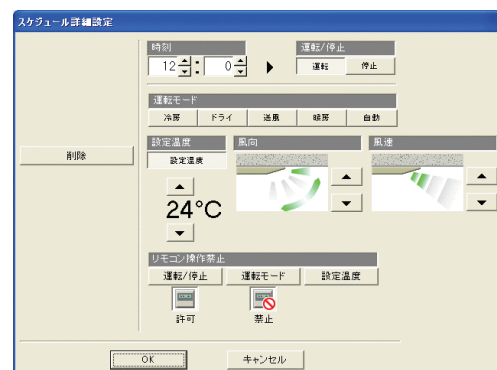 スケジュール詳細設定
時刻
運転/停止
12 : 0
運転 停止
運転モード
冷房 ドライ 送風 暖房 自動
設定温度 風向 風速
設定温度
削除
24°C
リモコン操作禁止
運転/停止 運転モード 設定温度
許可 禁止
OK キャンセル